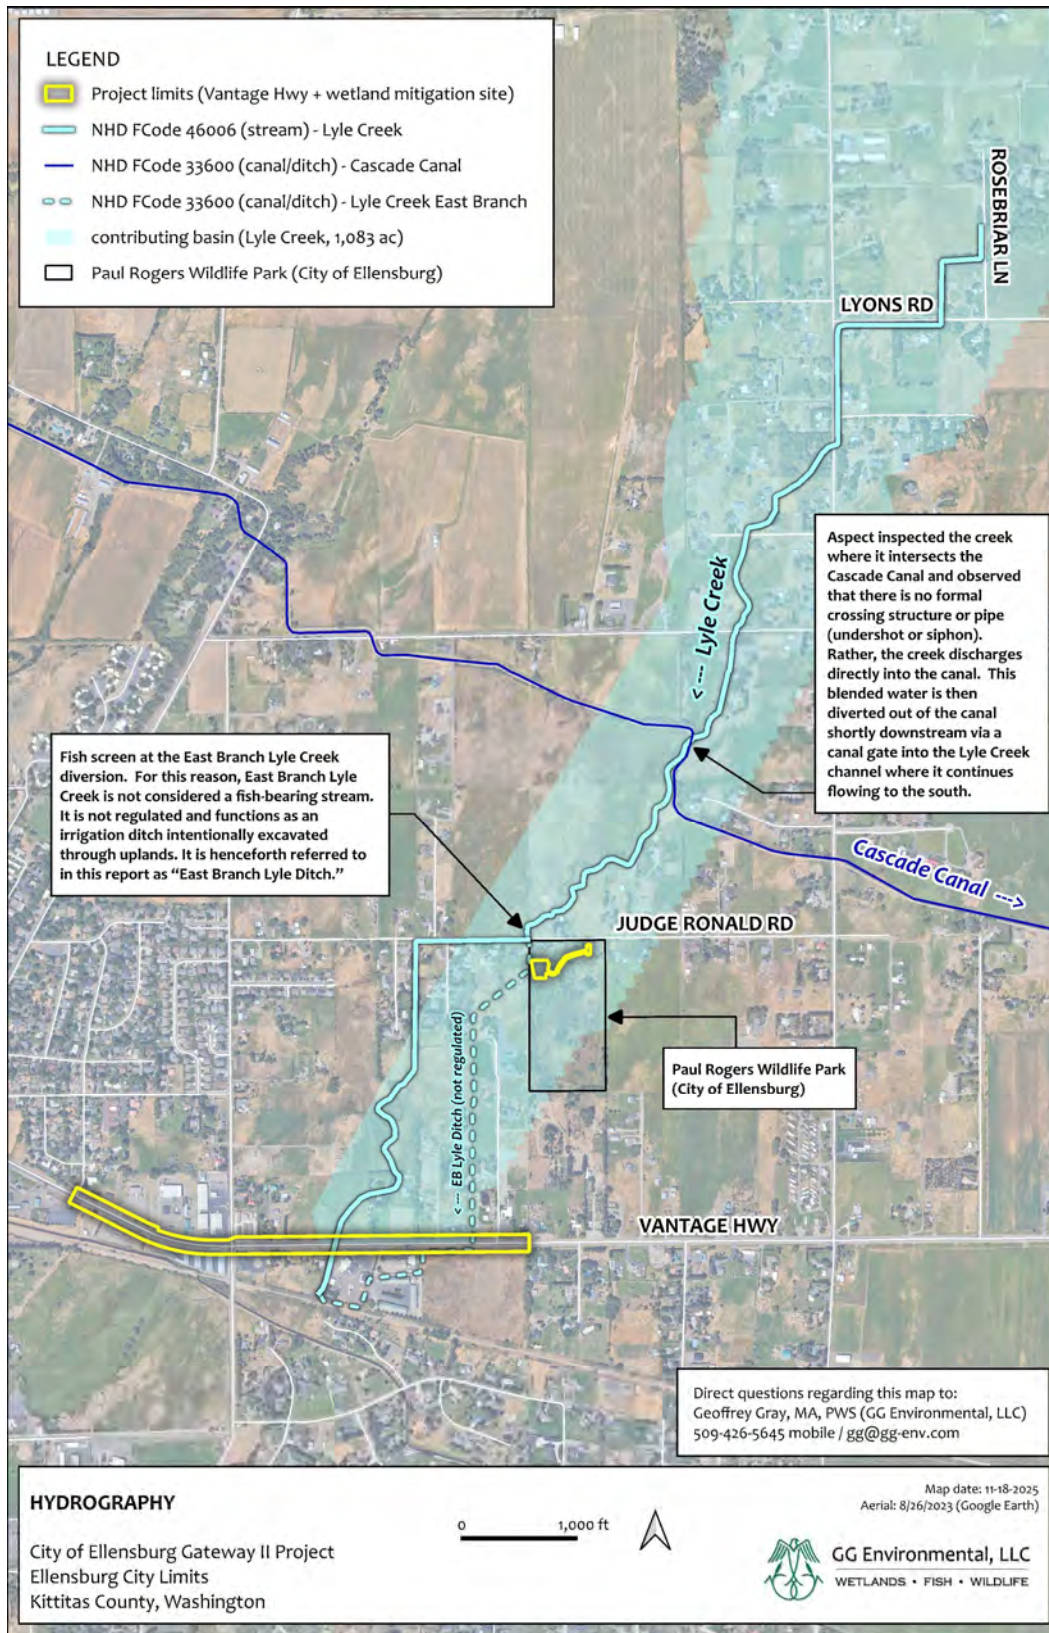 LEGEND
Project limits (Vantage Hwy + wetland mitigation site)
NHD FCode 46006 (stream) - Lyle Creek
NHD FCode 33600 (canal/ditch) - Cascade Canal
NHD FCode 33600 (canal/ditch) - Lyle Creek East Branch
contributing basin (Lyle Creek, 1,083 ac)
Paul Rogers Wildlife Park (City of Ellensburg)
ROSEBRIAR LN
LYONS RD
<--- Lyle Creek
Aspect inspected the creek
where it intersects the
Cascade Canal and observed
that there is no formal
crossing structure or pipe
(undershot or siphon).
Rather, the creek discharges
directly into the canal. This
blended water is then
diverted out of the canal
shortly downstream via a
canal gate into the Lyle Creek
channel where it continues
flowing to the south.
Fish screen at the East Branch Lyle Creek
diversion. For this reason, East Branch Lyle
Creek is not considered a fish-bearing stream.
It is not regulated and functions as an
irrigation ditch intentionally excavated
through uplands. It is henceforth referred to
in this report as “East Branch Lyle Ditch.”
Cascade Canal --->
JUDGE RONALD RD
<--- EB Lyle Ditch (not regulated)
Paul Rogers Wildlife Park
(City of Ellensburg)
VANTAGE HWY
Direct questions regarding this map to:
Geoffrey Gray, MA, PWS (GG Environmental, LLC)
509-426-5645 mobile / gg@gg-env.com
HYDROGRAPHY
City of Ellensburg Gateway II Project
Ellensburg City Limits
Kittitas County, Washington
0 1,000 ft
Map date: 11-18-2025
Aerial: 8/26/2023 (Google Earth)
GG Environmental, LLC
WETLANDS • FISH • WILDLIFE